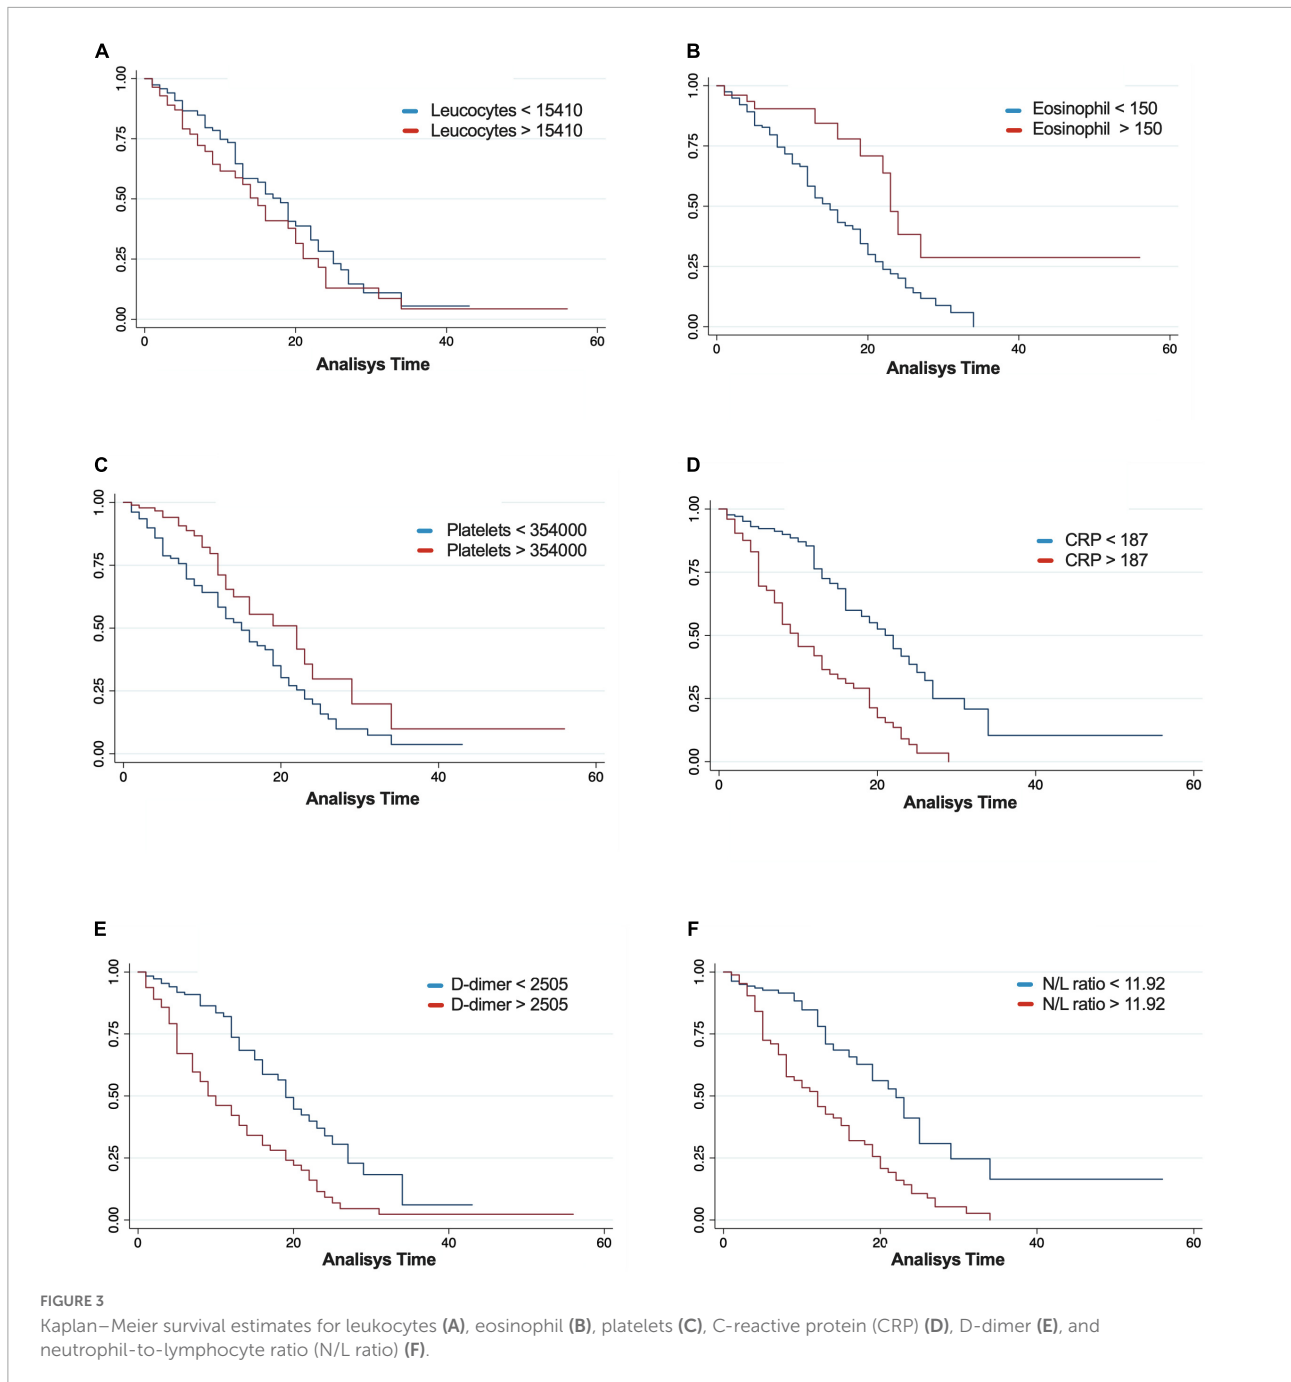 A
1.00
0.75
0.50
0.25
0.00
Leucocytes < 15410
Leucocytes > 15410
0 20 40 60
Analisys Time
B
1.00
0.75
0.50
0.25
0.00
Eosinophil < 150
Eosinophil > 150
0 20 40 60
Analisys Time
C
1.00
0.75
0.50
0.25
0.00
Platelets < 354000
Platelets > 354000
0 20 40 60
Analisys Time
D
1.00
0.75
0.50
0.25
0.00
CRP < 187
CRP > 187
0 20 40 60
Analisys Time
E
1.00
0.75
0.50
0.25
0.00
D-dimer < 2505
D-dimer > 2505
0 20 40 60
Analisys Time
F
1.00
0.75
0.50
0.25
0.00
N/L ratio < 11.92
N/L ratio > 11.92
0 20 40 60
Analisys Time
FIGURE 3
Kaplan–Meier survival estimates for leukocytes (A), eosinophil (B), platelets (C), C-reactive protein (CRP) (D), D-dimer (E), and
neutrophil-to-lymphocyte ratio (N/L ratio) (F).